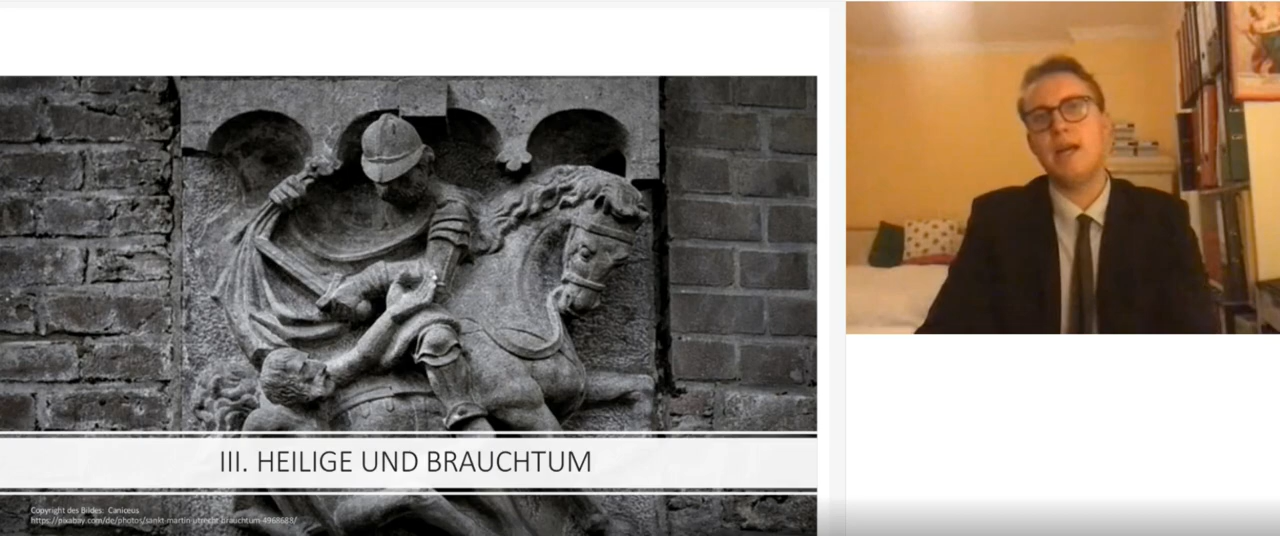 III. HEILIGE UND BRAUCHTUM
Copyright des Bildes: Caniceus
https://pixabay.com/de/photos/sankt-martin-utrecht-brauchtum-4968688/